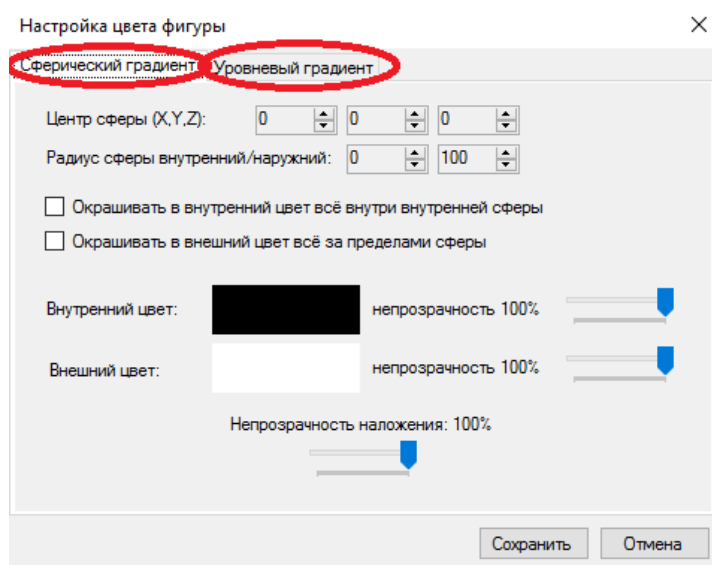 Настройка цвета фигуры
Сферический градиент Уровневый градиент
Центр сферы (X,Y,Z): 0 0 0
Радиус сферы внутренний/наружний: 0 100
Окрашивать в внутренний цвет всё внутри внутренней сферы
Окрашивать в внешний цвет всё за пределами сферы
Внутренний цвет: непрозрачность 100%
Внешний цвет: непрозрачность 100%
Непрозрачность наложения: 100%
Сохранить Отмена